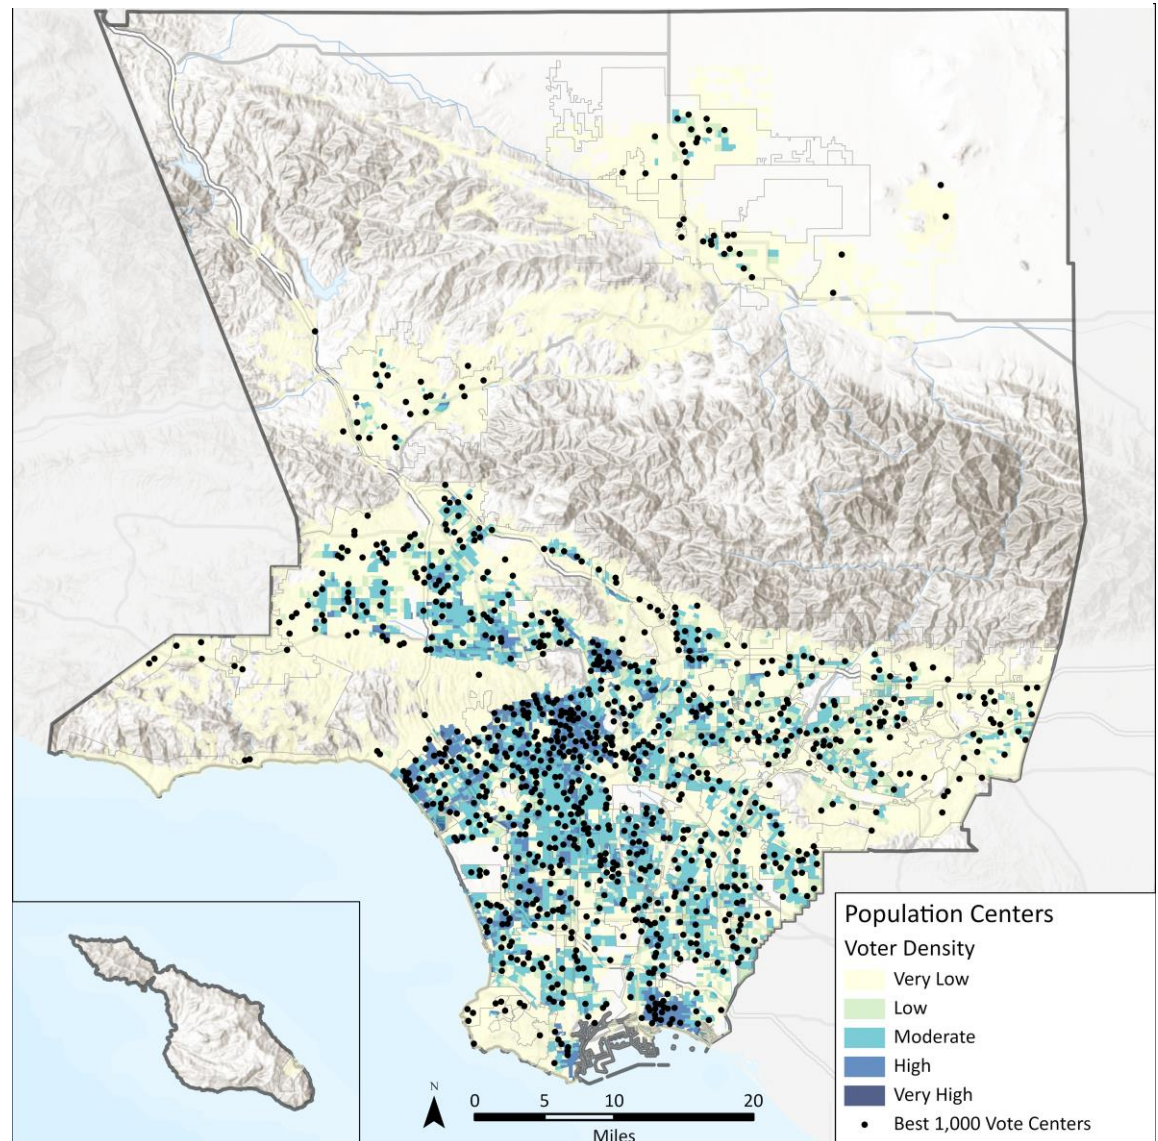 Population Centers
Voter Density
Very Low
Low
Moderate
High
Very High
Best 1,000 Vote Centers
N
0 5 10 20
Miles